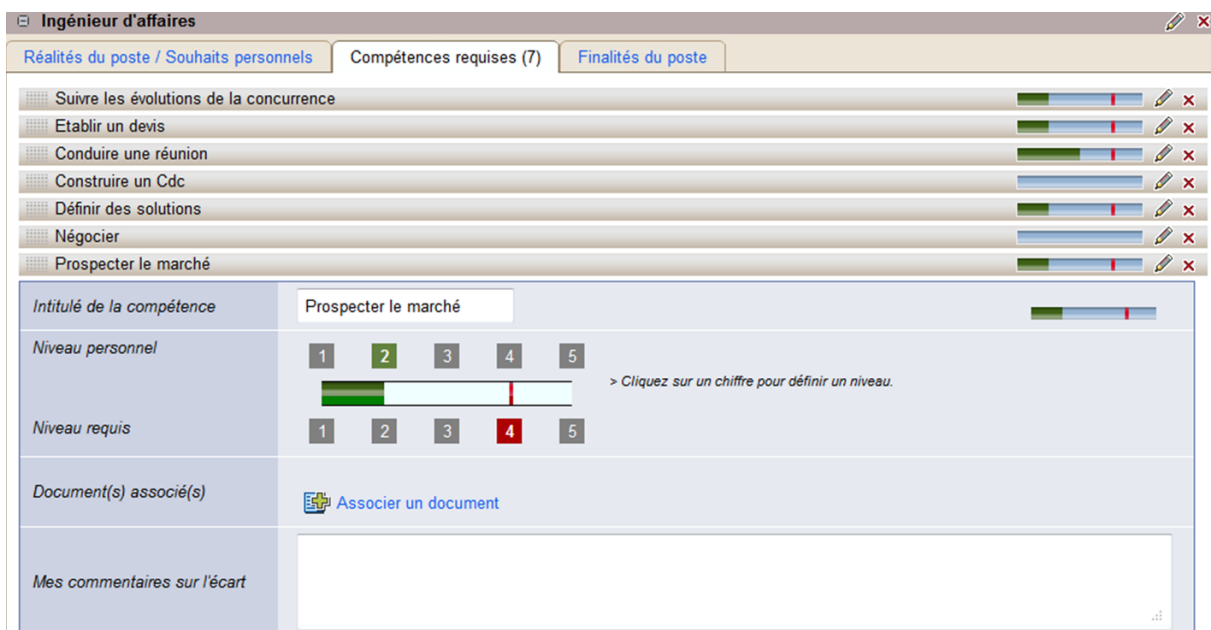 Ingénieur d'affaires
Réalités du poste / Souhaits personnels
Compétences requises (7)
Finalités du poste
Suivre les évolutions de la concurrence
Etablir un devis
Conduire une réunion
Construire un Cdc
Définir des solutions
Négocier
Prospecter le marché
Intitulé de la compétence
Prospecter le marché
Niveau personnel
1 2 3 4 5
> Cliquez sur un chiffre pour définir un niveau.
Niveau requis
1 2 3 4 5
Document(s) associé(s)
Associer un document
Mes commentaires sur l'écart